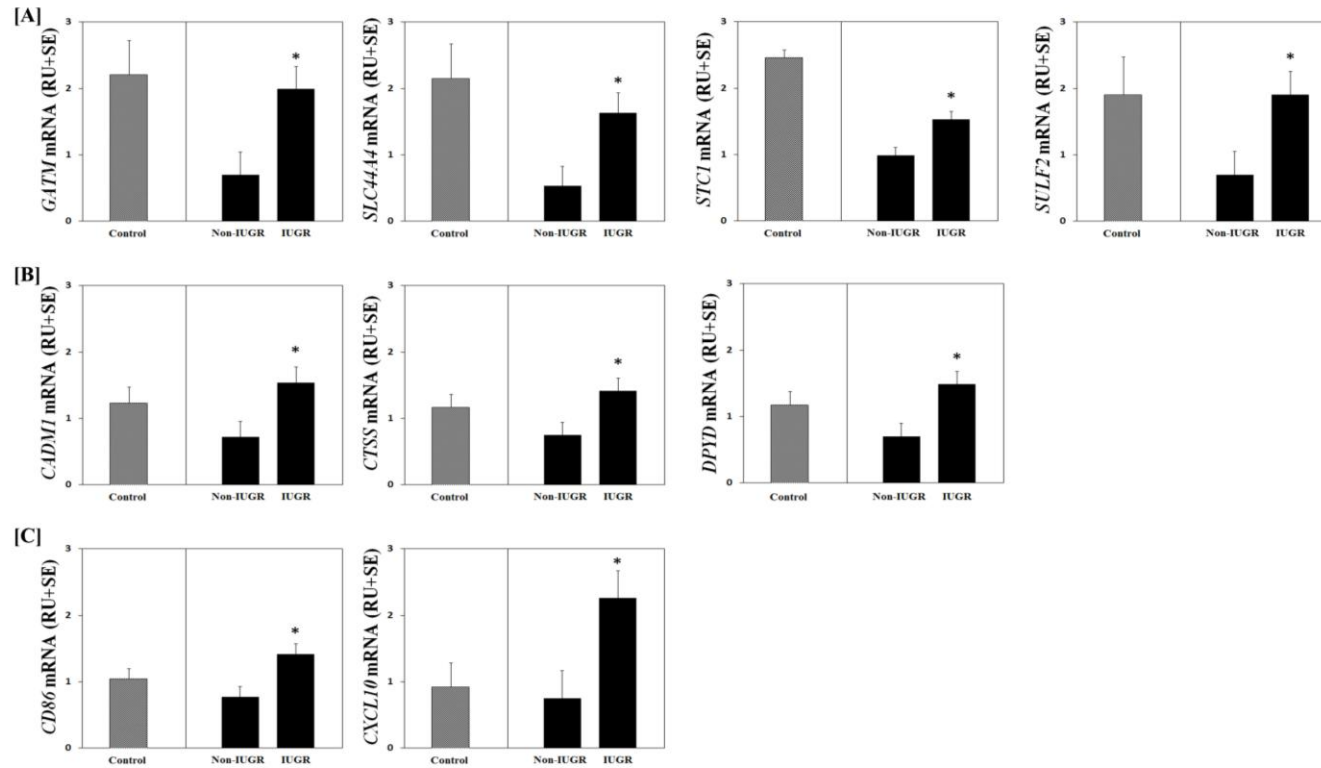 [A]
GATM mRNA (RU+SE)
3
2
1
0
*
Control
Non-IUGR
IUGR
SLC44A4 mRNA (RU+SE)
3
2
1
0
*
Control
Non-IUGR
IUGR
STC1 mRNA (RU+SE)
3
2
1
0
*
Control
Non-IUGR
IUGR
SULF2 mRNA (RU+SE)
3
2
1
0
*
Control
Non-IUGR
IUGR
[B]
CADM1 mRNA (RU+SE)
3
2
1
0
*
Control
Non-IUGR
IUGR
CTSS mRNA (RU+SE)
3
2
1
0
*
Control
Non-IUGR
IUGR
DPYD mRNA (RU+SE)
3
2
1
0
*
Control
Non-IUGR
IUGR
[C]
CD86 mRNA (RU+SE)
3
2
1
0
*
Control
Non-IUGR
IUGR
CXCL10 mRNA (RU+SE)
3
2
1
0
*
Control
Non-IUGR
IUGR